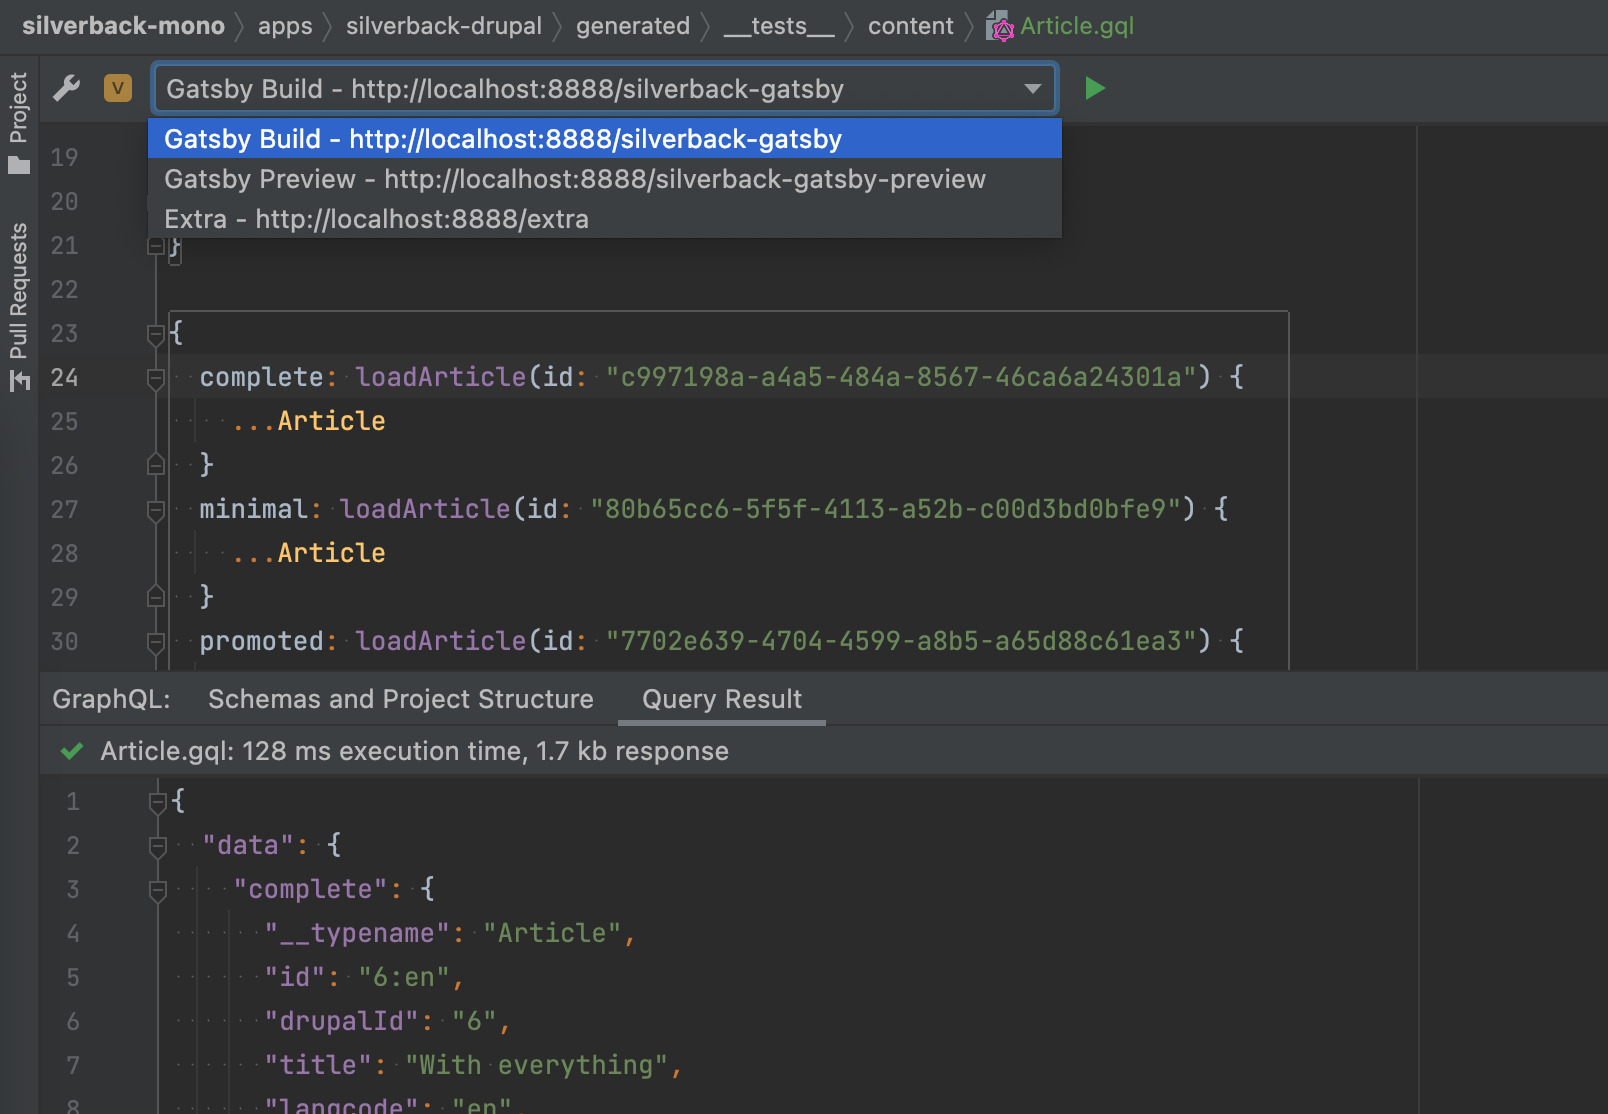 silverback-mono apps silverback-drupal generated __tests__ content Article.gql
Project
Pull Requests
V
Gatsby Build - http://localhost:8888/silverback-gatsby
Gatsby Build - http://localhost:8888/silverback-gatsby
Gatsby Preview - http://localhost:8888/silverback-gatsby-preview
Extra - http://localhost:8888/extra
19
20
21 }
22
23 {
24 complete: loadArticle(id: "c997198a-a4a5-484a-8567-46ca6a24301a") {
25 ...Article
26 }
27 minimal: loadArticle(id: "80b65cc6-5f5f-4113-a52b-c00d3bd0bfe9") {
28 ...Article
29 }
30 promoted: loadArticle(id: "7702e639-4704-4599-a8b5-a65d88c61ea3") {
GraphQL: Schemas and Project Structure Query Result
Article.gql: 128 ms execution time, 1.7 kb response
1 {
2 "data": {
3 "complete": {
4 "__typename": "Article",
5 "id": "6:en",
6 "drupalId": "6",
7 "title": "With everything",
8 "langcode": "en",